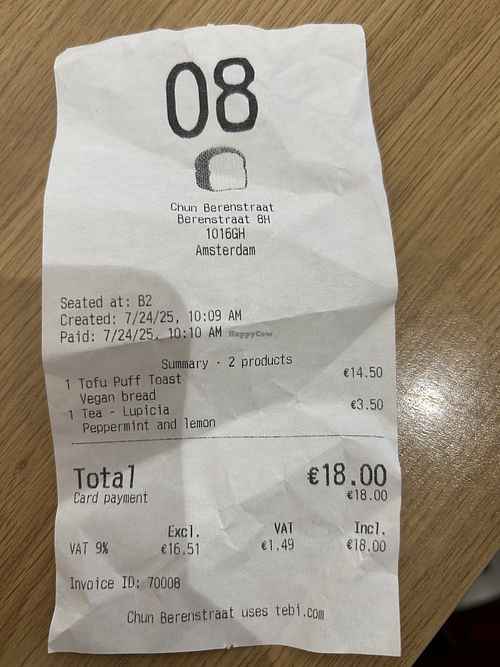 08
Chun Berenstraat
Berenstraat 8H
1016GH
Amsterdam
Seated at: B2
Created: 7/24/25, 10:09 AM
Paid: 7/24/25, 10:10 AM
HappyCow
Summary · 2 products
1 Tofu Puff Toast €14.50
Vegan bread
1 Tea - Lupicia €3.50
Peppermint and lemon
Total €18.00
Card payment €18.00
Excl. VAT Incl.
VAT 9% €16.51 €1.49 €18.00
Invoice ID: 70008
Chun Berenstraat uses tebi.com